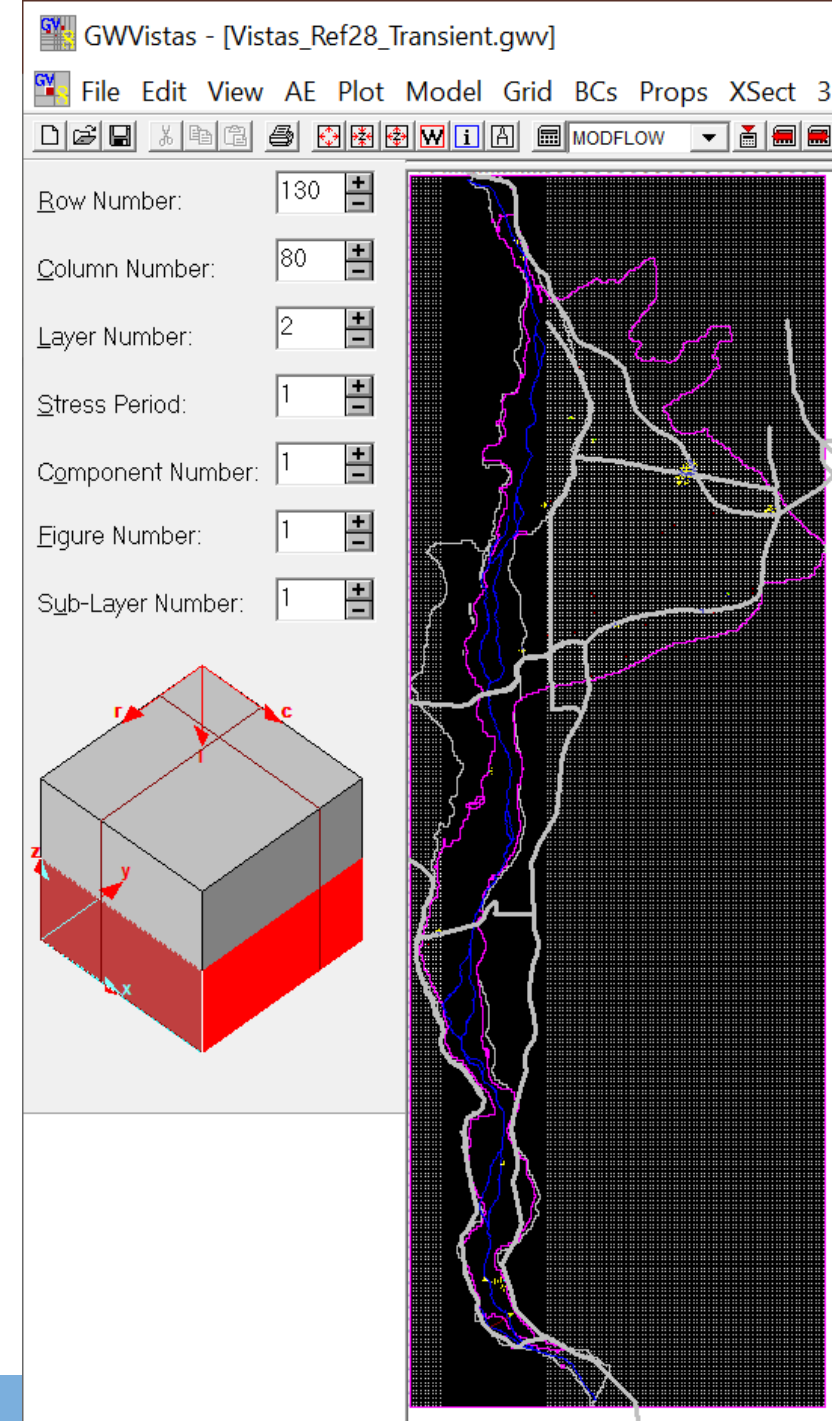 GWVistas - [Vistas_Ref28_Transient.gwv]
File Edit View AE Plot Model Grid BCs Props XSect 3
W i A MODFLOW
Row Number: 130
Column Number: 80
Layer Number: 2
Stress Period: 1
Component Number: 1
Figure Number: 1
Sub-Layer Number: 1
r c
l
z
y
x